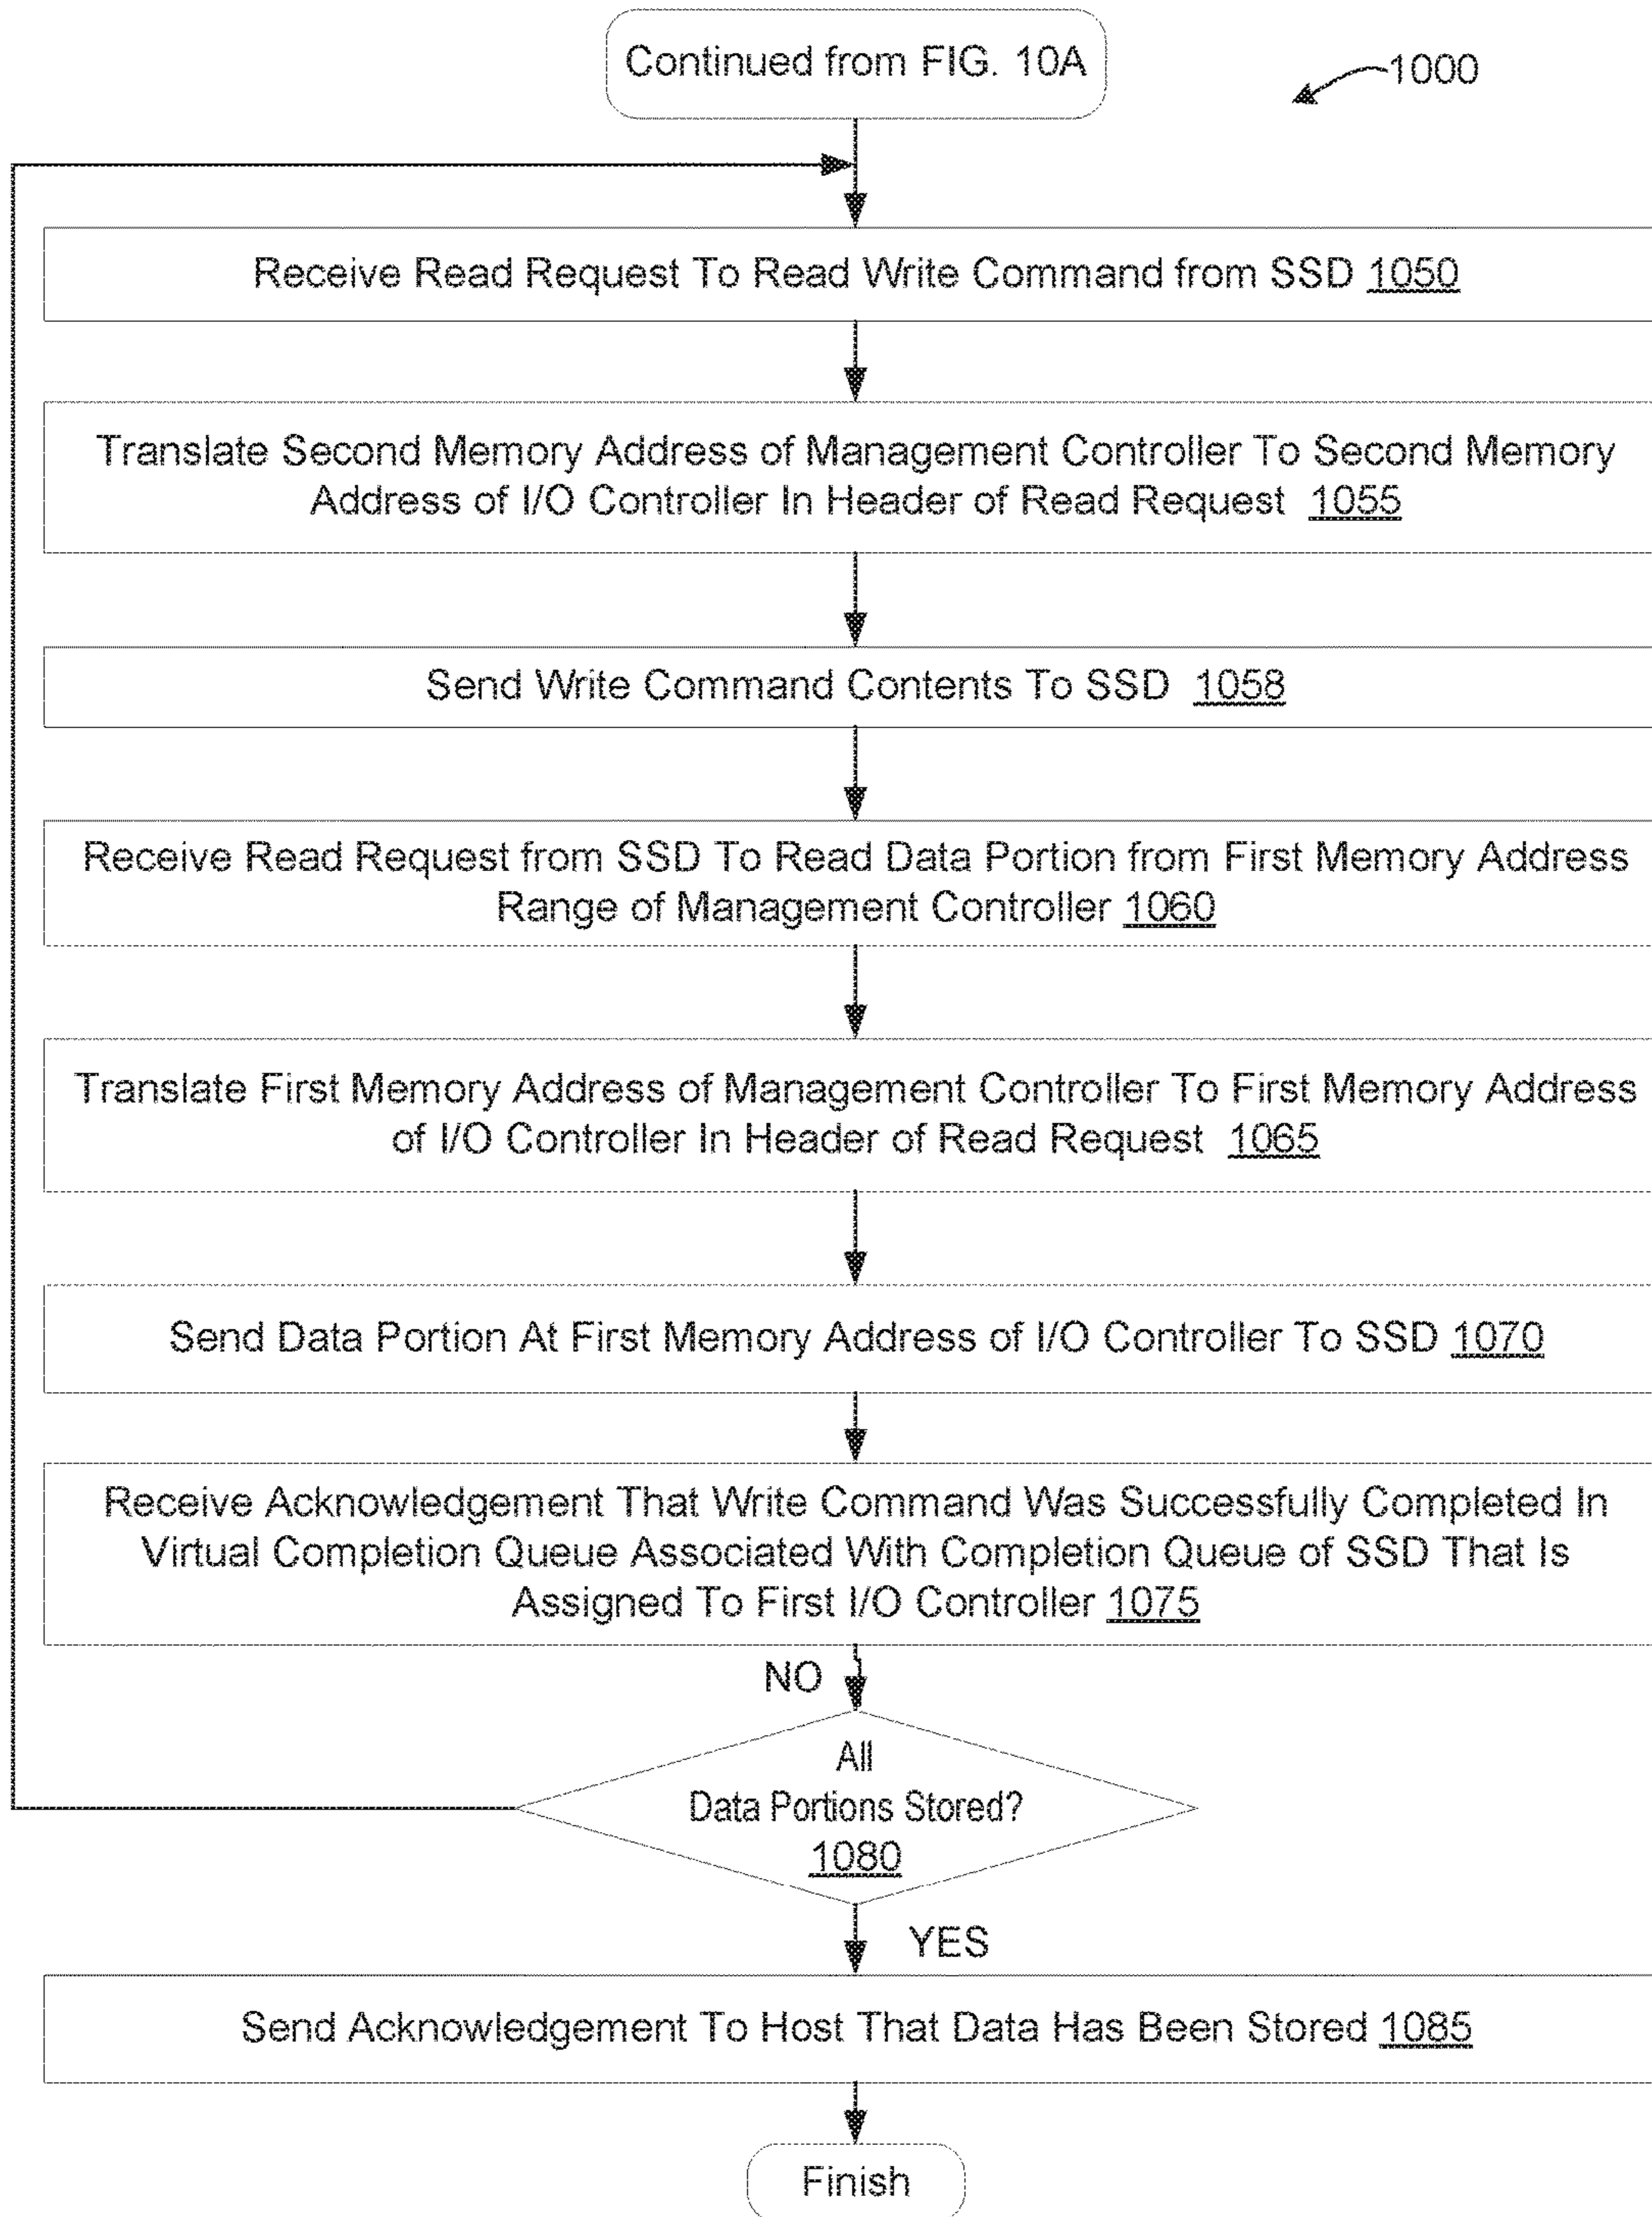 Continued from FIG. 10A
1000
Receive Read Request To Read Write Command from SSD 1050
Translate Second Memory Address of Management Controller To Second Memory
Address of I/O Controller In Header of Read Request 1055
Send Write Command Contents To SSD 1058
Receive Read Request from SSD To Read Data Portion from First Memory Address
Range of Management Controller 1060
Translate First Memory Address of Management Controller To First Memory Address
of I/O Controller In Header of Read Request 1065
Send Data Portion At First Memory Address of I/O Controller To SSD 1070
Receive Acknowledgement That Write Command Was Successfully Completed In
Virtual Completion Queue Associated With Completion Queue of SSD That Is
Assigned To First I/O Controller 1075
NO
All
Data Portions Stored?
1080
YES
Send Acknowledgement To Host That Data Has Been Stored 1085
Finish